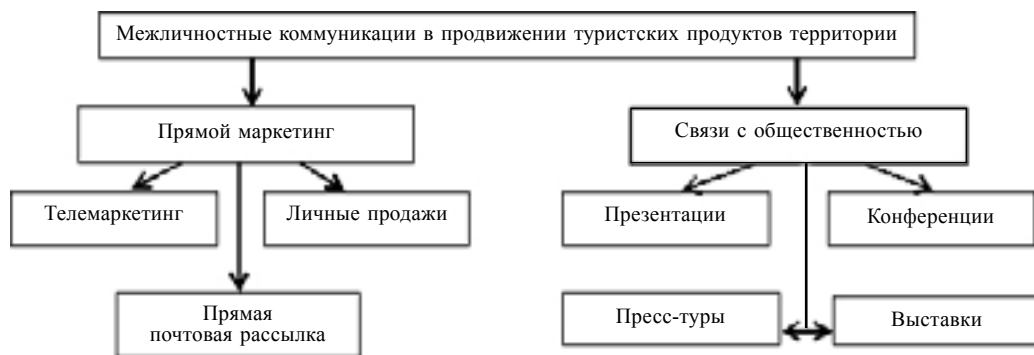 Межличностные коммуникации в продвижении туристских продуктов территории
Прямой маркетинг
Связи с общественностью
Телемаркетинг
Личные продажи
Презентации
Конференции
Прямая
почтовая рассылка
Пресс-туры
Выставки